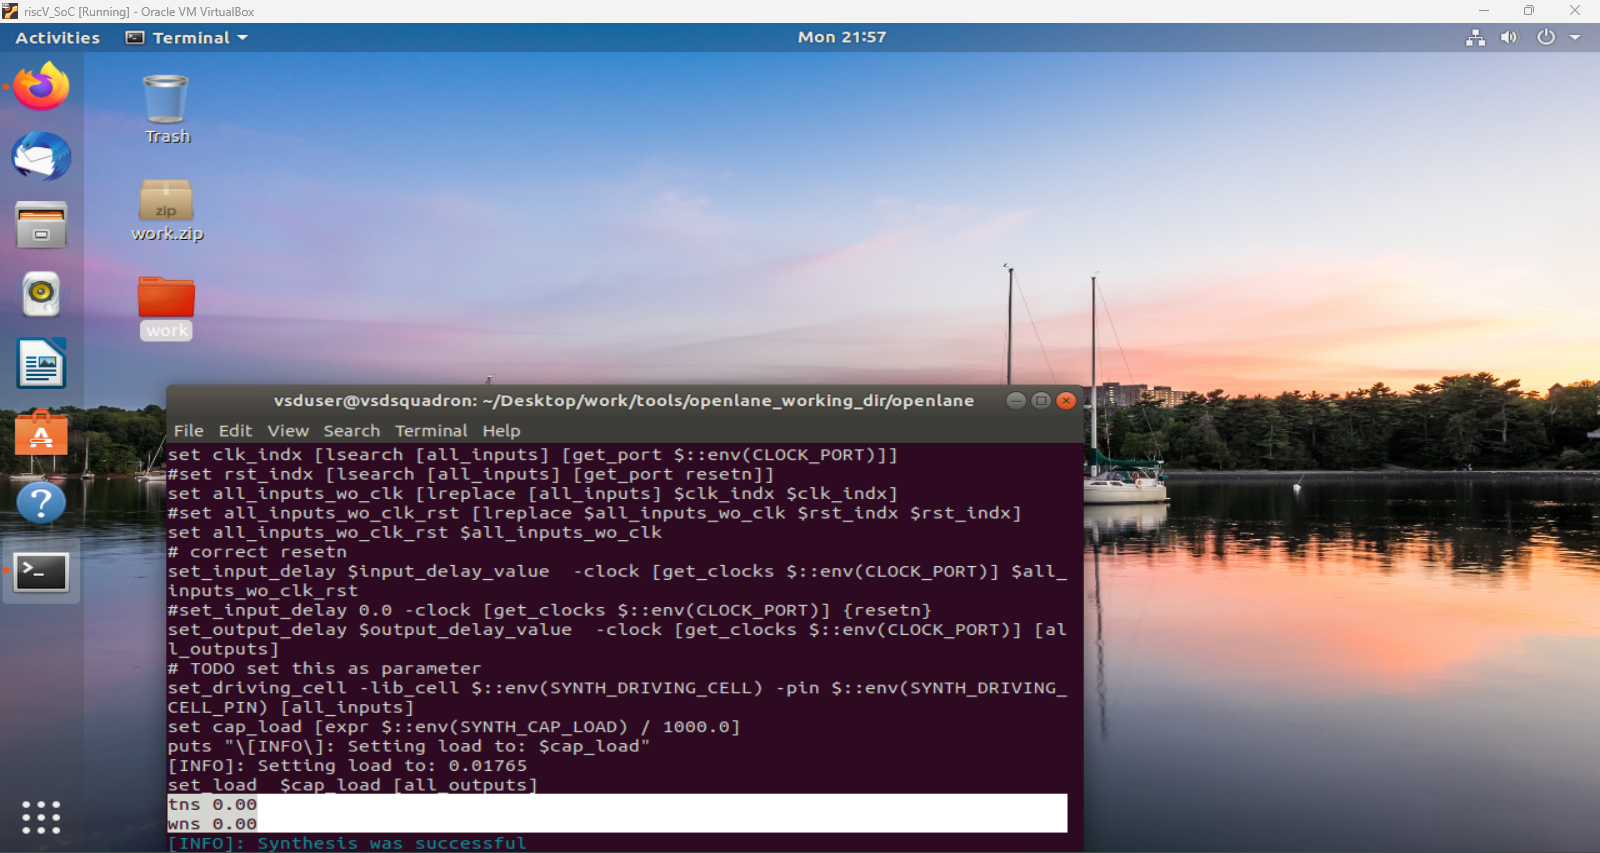 riscV_SoC [Running] - Oracle VM VirtualBox
Activities Terminal Mon 21:57
Trash
zip
work.zip
work
vsduser@vsdsquadron: ~/Desktop/work/tools/openlane_working_dir/openlane
File Edit View Search Terminal Help
set clk_indx [lsearch [all_inputs] [get_port $::env(CLOCK_PORT)]]
#set rst_indx [lsearch [all_inputs] [get_port resetn]]
set all_inputs_wo_clk [lreplace [all_inputs] $clk_indx $clk_indx]
#set all_inputs_wo_clk_rst [lreplace $all_inputs_wo_clk $rst_indx $rst_indx]
set all_inputs_wo_clk_rst $all_inputs_wo_clk
# correct resetn
set_input_delay $input_delay_value  -clock [get_clocks $::env(CLOCK_PORT)] $all_
inputs_wo_clk_rst
#set_input_delay 0.0 -clock [get_clocks $::env(CLOCK_PORT)] {resetn}
set_output_delay $output_delay_value  -clock [get_clocks $::env(CLOCK_PORT)] [al
l_outputs]
# TODO set this as parameter
set_driving_cell -lib_cell $::env(SYNTH_DRIVING_CELL) -pin $::env(SYNTH_DRIVING_
CELL_PIN) [all_inputs]
set cap_load [expr $::env(SYNTH_CAP_LOAD) / 1000.0]
puts "\[INFO\]: Setting load to: $cap_load"
[INFO]: Setting load to: 0.01765
set_load  $cap_load [all_outputs]
tns 0.00
wns 0.00
[INFO]: Synthesis was successful